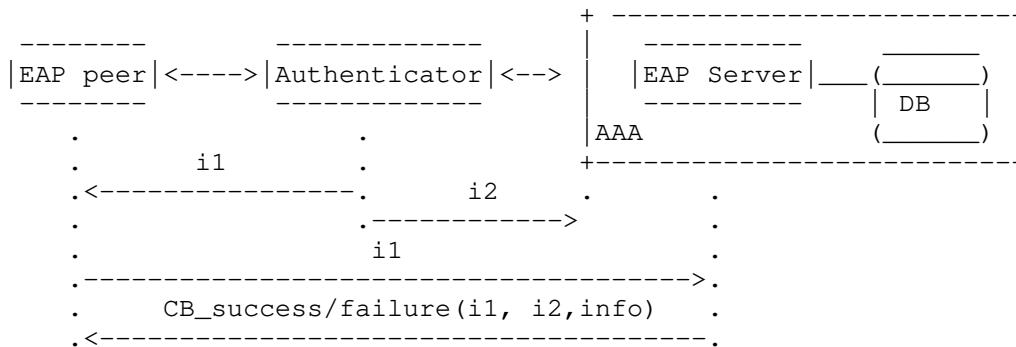 EAP peer Authenticator EAP Server
DB
AAA
i1
i2
i1
CB_success/failure(i1, i2,info)